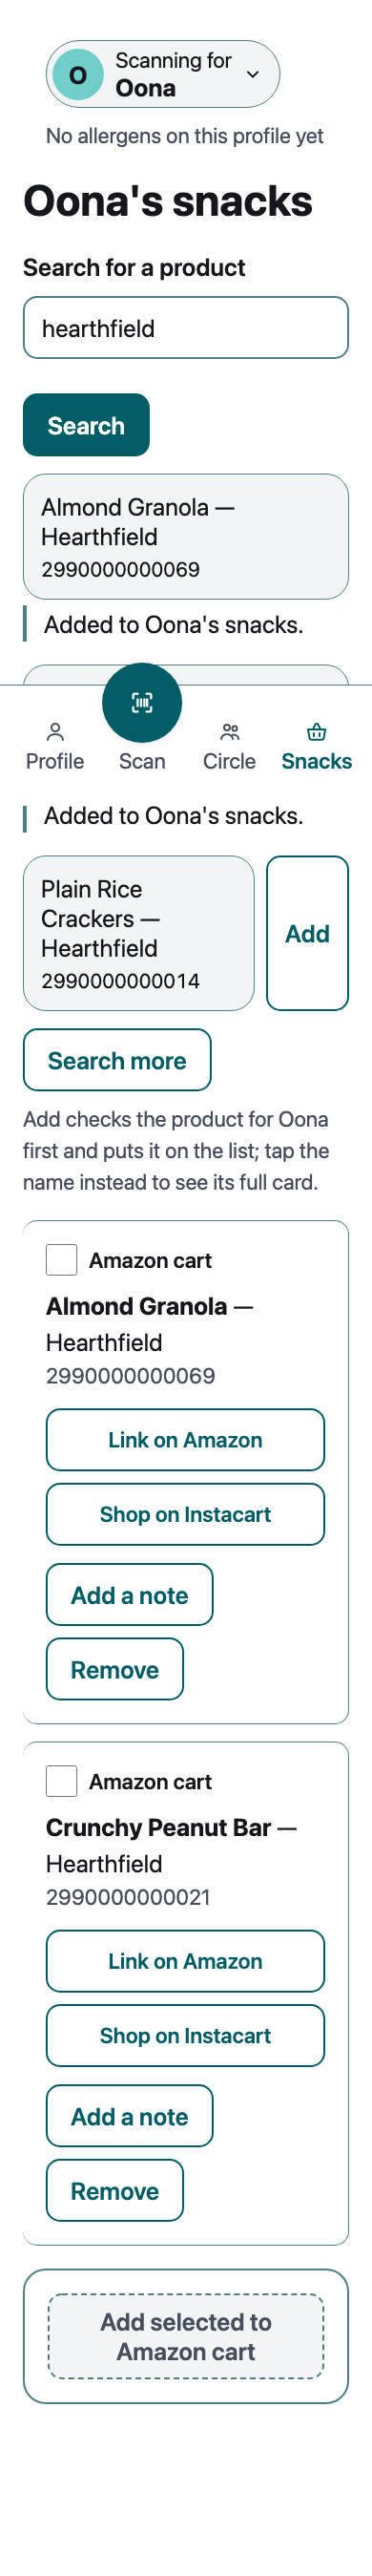 O
Scanning for
Oona
No allergens on this profile yet
Oona's snacks
Search for a product
hearthfield
Search
Almond Granola —
Hearthfield
2990000000069
Added to Oona's snacks.
Profile
Scan
Circle
Snacks
Added to Oona's snacks.
Plain Rice
Crackers —
Hearthfield
2990000000014
Add
Search more
Add checks the product for Oona
first and puts it on the list; tap the
name instead to see its full card.
Amazon cart
Almond Granola —
Hearthfield
2990000000069
Link on Amazon
Shop on Instacart
Add a note
Remove
Amazon cart
Crunchy Peanut Bar —
Hearthfield
2990000000021
Link on Amazon
Shop on Instacart
Add a note
Remove
Add selected to
Amazon cart